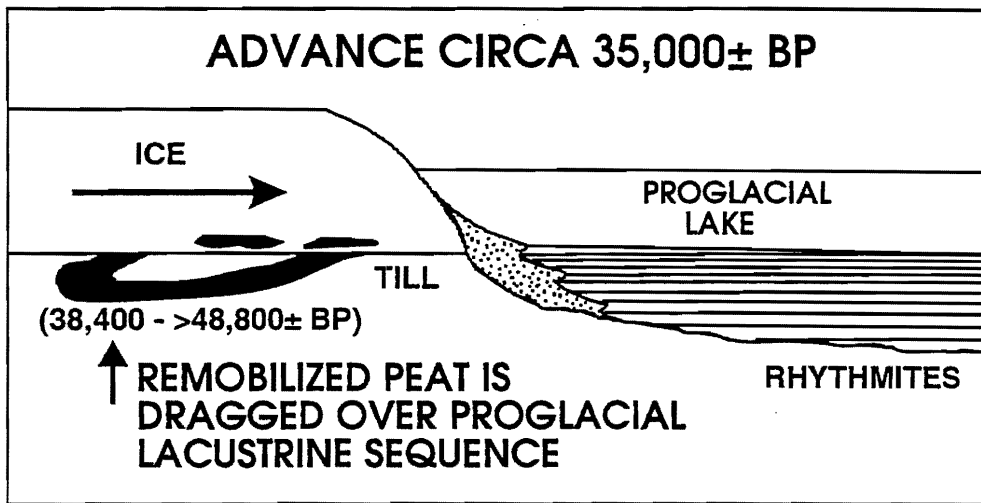 ADVANCE CIRCA 35,000± BP
ICE
PROGLACIAL
LAKE
TILL
(38,400 - >48,800± BP)
RHYTHMITES
REMOBILIZED PEAT IS
DRAGGED OVER PROGLACIAL
LACUSTRINE SEQUENCE